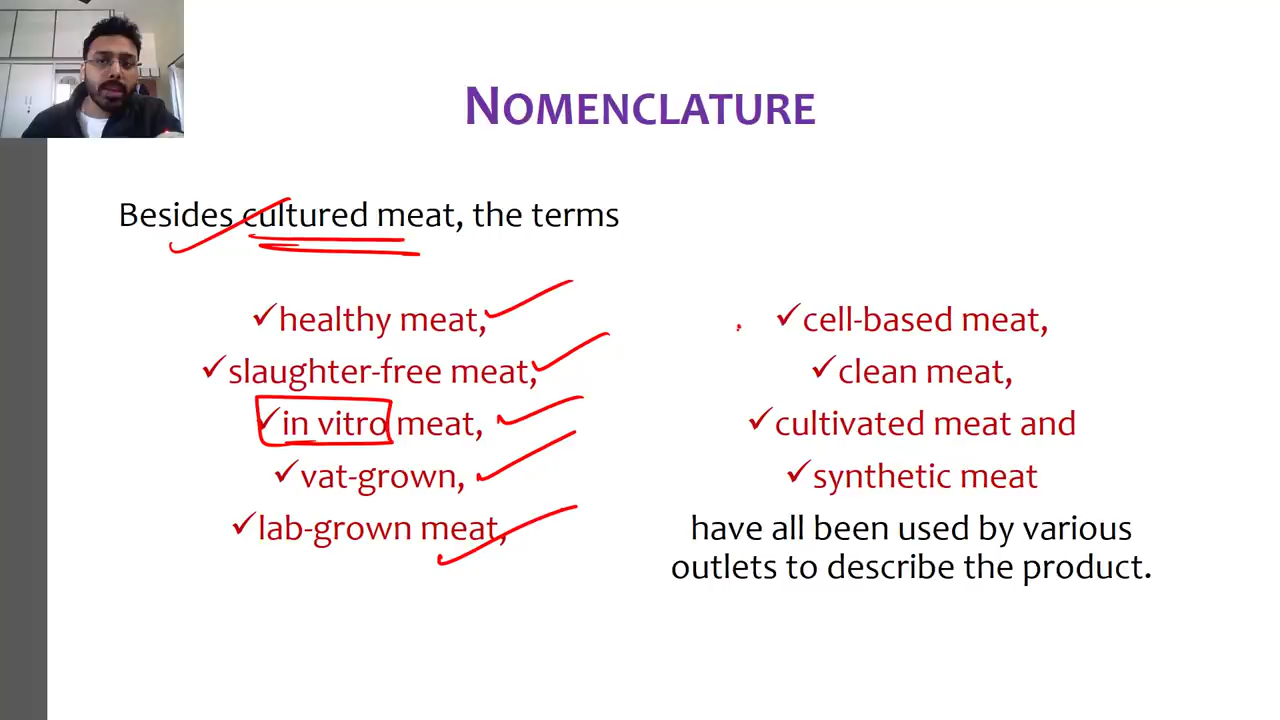 NOMENCLATURE
Besides cultured meat, the terms
✓healthy meat,
✓slaughter-free meat,
✓in vitro meat,
✓vat-grown,
✓lab-grown meat,
✓cell-based meat,
✓clean meat,
✓cultivated meat and
✓synthetic meat
have all been used by various
outlets to describe the product.